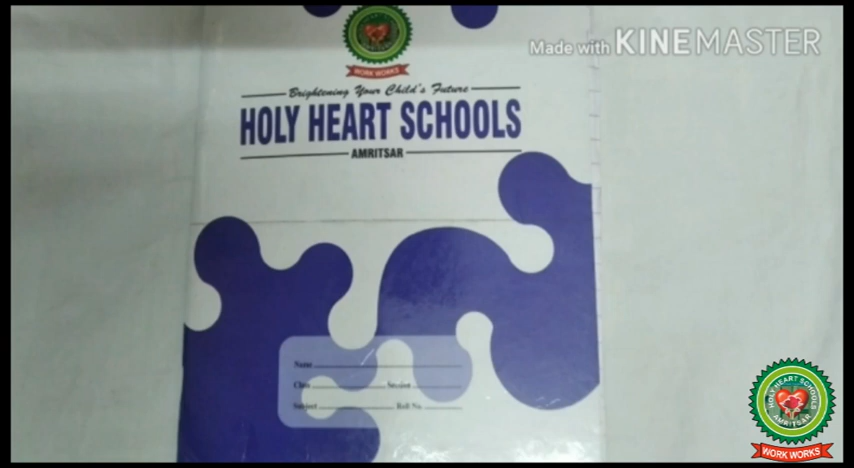 Made with KINEMASTER
WORK WORKS
Brightening Your Child's Future
HOLY HEART SCHOOLS
AMRITSAR
Name
Class Session
Subject Roll No.
HOLY HEART SCHOOLS
AMRITSAR
WORK WORKS